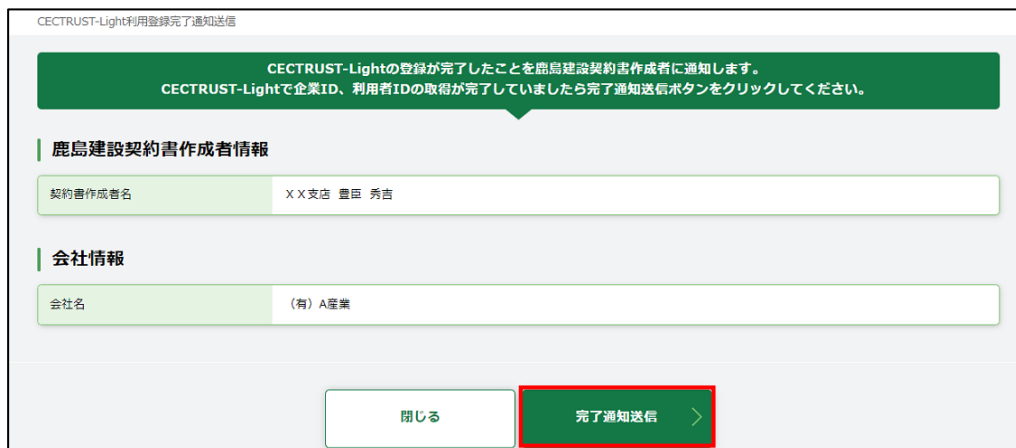 CECTRUST-Light利用登録完了通知送信
CECTRUST-Lightの登録が完了したことを鹿島建設契約書作成者に通知します。
CECTRUST-Lightで企業ID、利用者IDの取得が完了していましたら完了通知送信ボタンをクリックしてください。
鹿島建設契約書作成者情報
契約書作成者名 ＸＸ支店 豊臣 秀吉
会社情報
会社名 （有）A産業
閉じる 完了通知送信